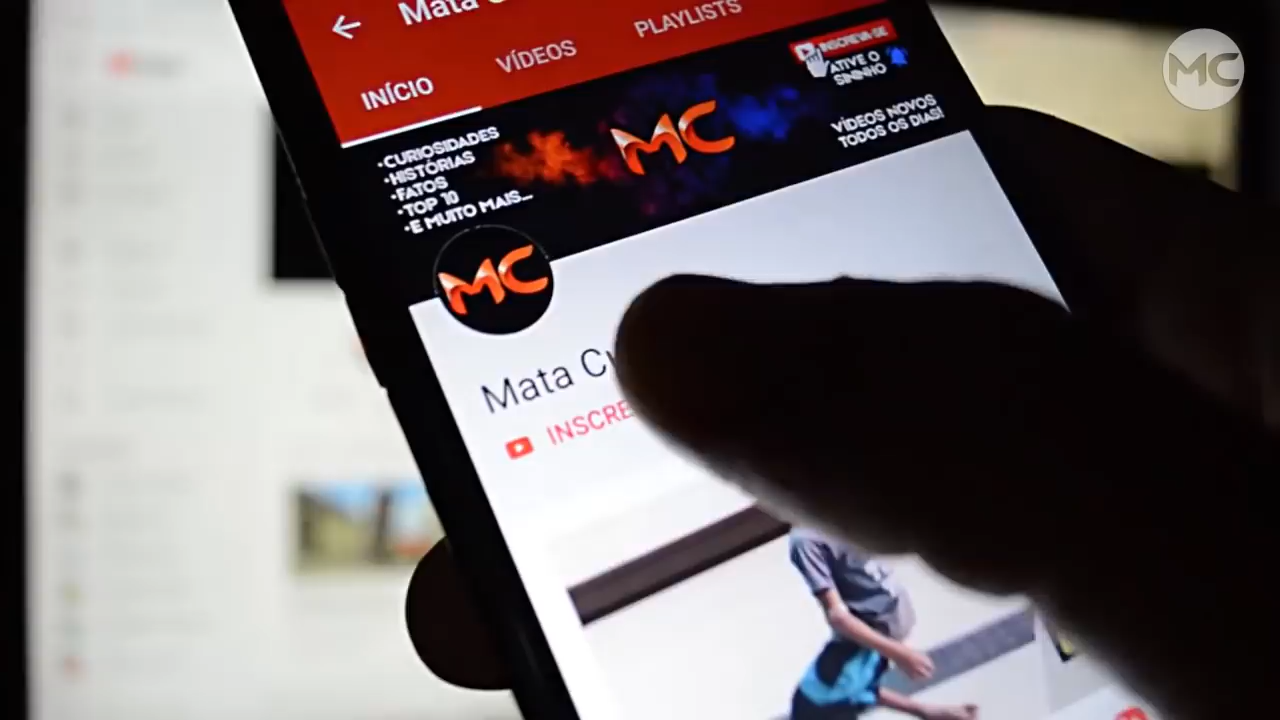 MC
Mata
INÍCIO VÍDEOS PLAYLISTS
•CURIOSIDADES
•HISTÓRIAS
•FATOS
•TOP 10
•E MUITO MAIS...
MC
INSCREVA-SE
ATIVE O
SININHO
VÍDEOS NOVOS
TODOS OS DIAS!
MC
Mata